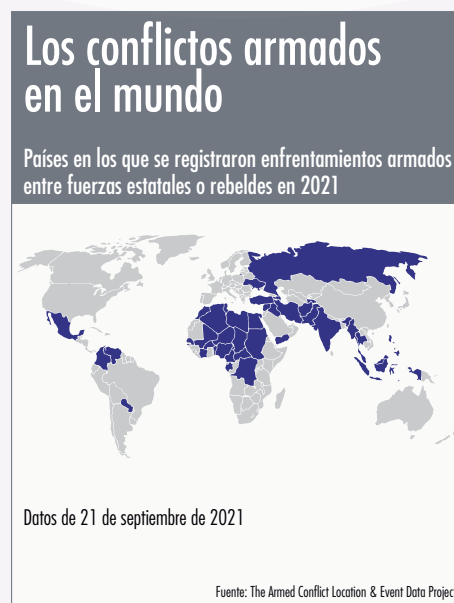 Los conflictos armados
en el mundo
Países en los que se registraron enfrentamientos armados
entre fuerzas estatales o rebeldes en 2021
Datos de 21 de septiembre de 2021
Fuente: The Armed Conflict Location & Event Data Projec